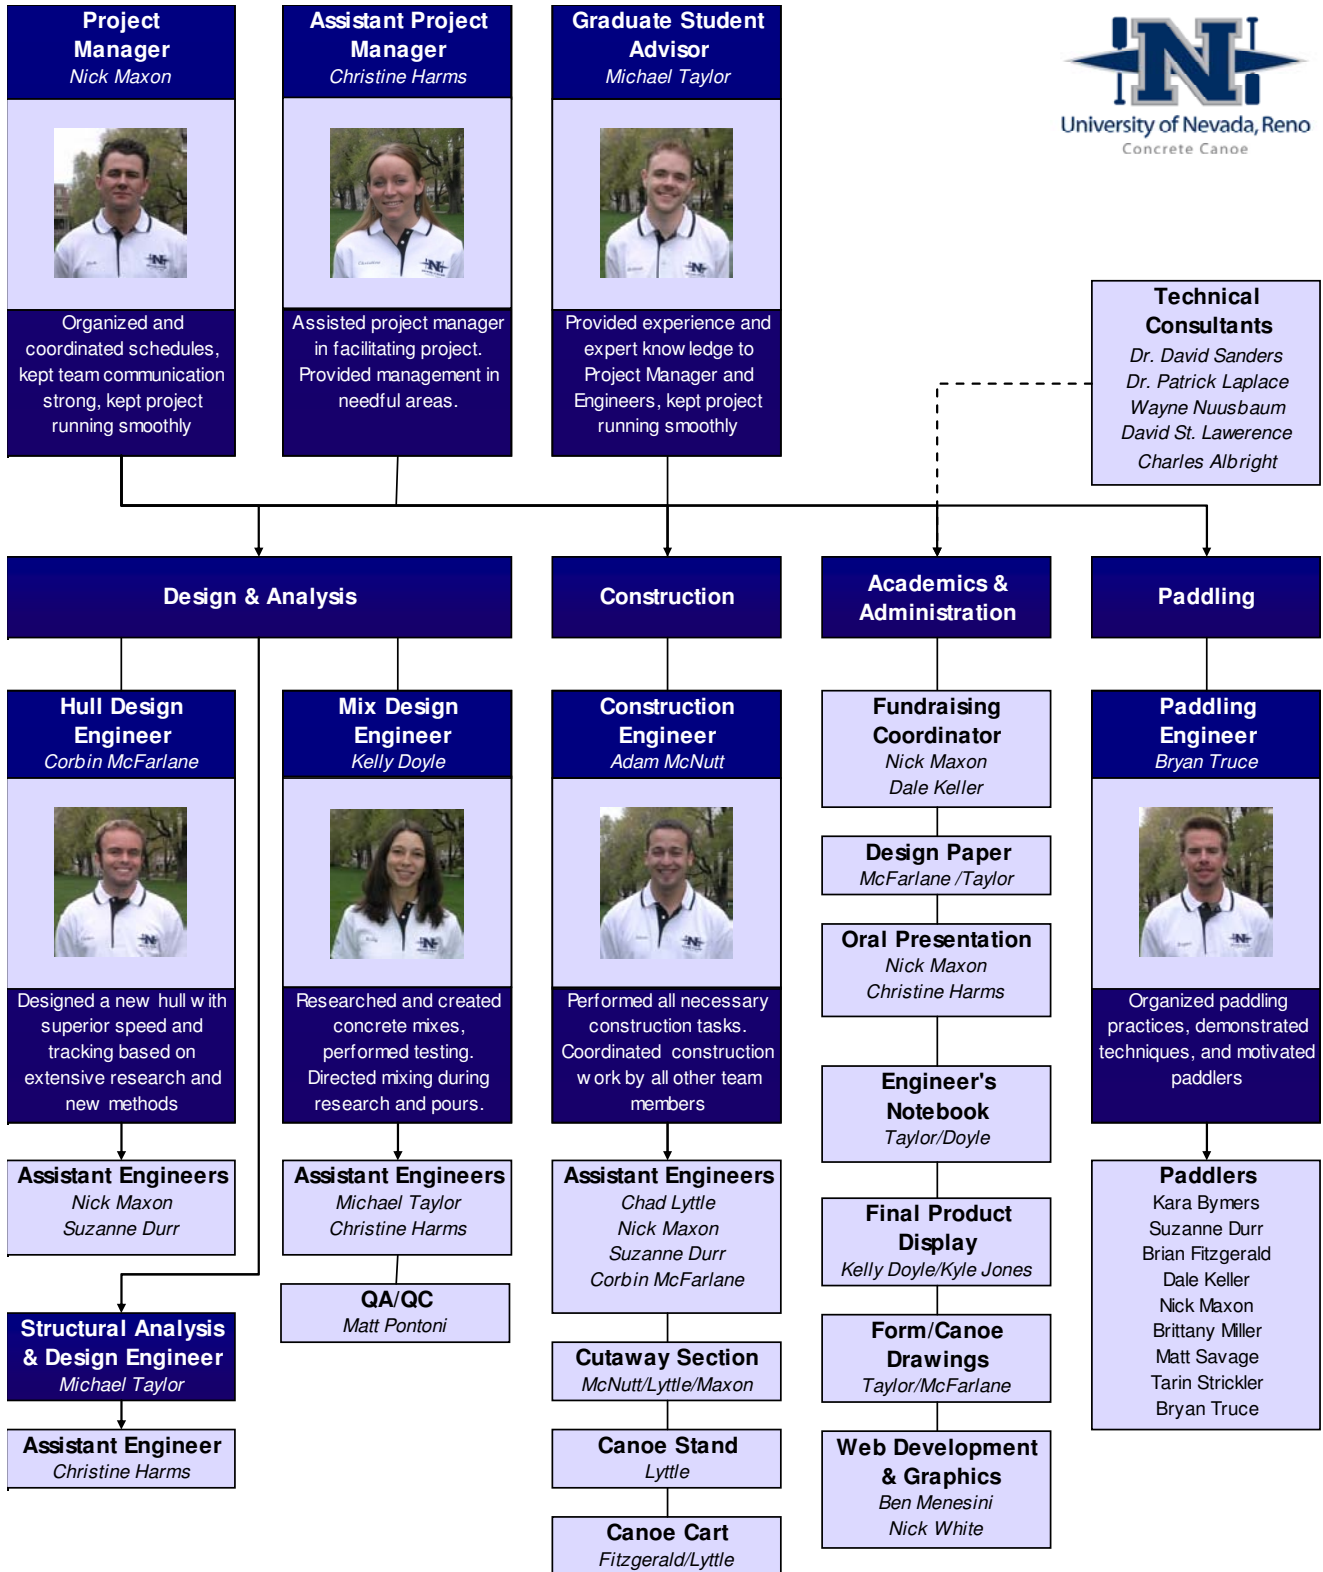 Project
Manager
Nick Maxon
Organized and
coordinated schedules,
kept team communication
strong, kept project
running smoothly
Assistant Project
Manager
Christine Harms
Assisted project manager
in facilitating project.
Provided management in
needful areas.
Graduate Student
Advisor
Michael Taylor
Provided experience and
expert knowledge to
Project Manager and
Engineers, kept project
running smoothly
N
University of Nevada, Reno
Concrete Canoe
Technical
Consultants
Dr. David Sanders
Dr. Patrick Laplace
Wayne Nuusbaum
David St. Lawerence
Charles Albright
Design & Analysis
Construction
Academics &
Administration
Paddling
Hull Design
Engineer
Corbin McFarlane
Designed a new hull with
superior speed and
tracking based on
extensive research and
new methods
Assistant Engineers
Nick Maxon
Suzanne Durr
Structural Analysis
& Design Engineer
Michael Taylor
Assistant Engineer
Christine Harms
Mix Design
Engineer
Kelly Doyle
Researched and created
concrete mixes,
performed testing.
Directed mixing during
research and pours.
Assistant Engineers
Michael Taylor
Christine Harms
QA/QC
Matt Pontoni
Construction
Engineer
Adam McNutt
Performed all necessary
construction tasks.
Coordinated construction
work by all other team
members
Assistant Engineers
Chad Lyttle
Nick Maxon
Suzanne Durr
Corbin McFarlane
Cutaway Section
McNutt/Lyttle/Maxon
Canoe Stand
Lyttle
Canoe Cart
Fitzgerald/Lyttle
Fundraising
Coordinator
Nick Maxon
Dale Keller
Design Paper
McFarlane /Taylor
Oral Presentation
Nick Maxon
Christine Harms
Engineer's
Notebook
Taylor/Doyle
Final Product
Display
Kelly Doyle/Kyle Jones
Form/Canoe
Drawings
Taylor/McFarlane
Web Development
& Graphics
Ben Menesini
Nick White
Paddling
Engineer
Bryan Truce
Organized paddling
practices, demonstrated
techniques, and motivated
paddlers
Paddlers
Kara Bymers
Suzanne Durr
Brian Fitzgerald
Dale Keller
Nick Maxon
Brittany Miller
Matt Savage
Tarin Strickler
Bryan Truce